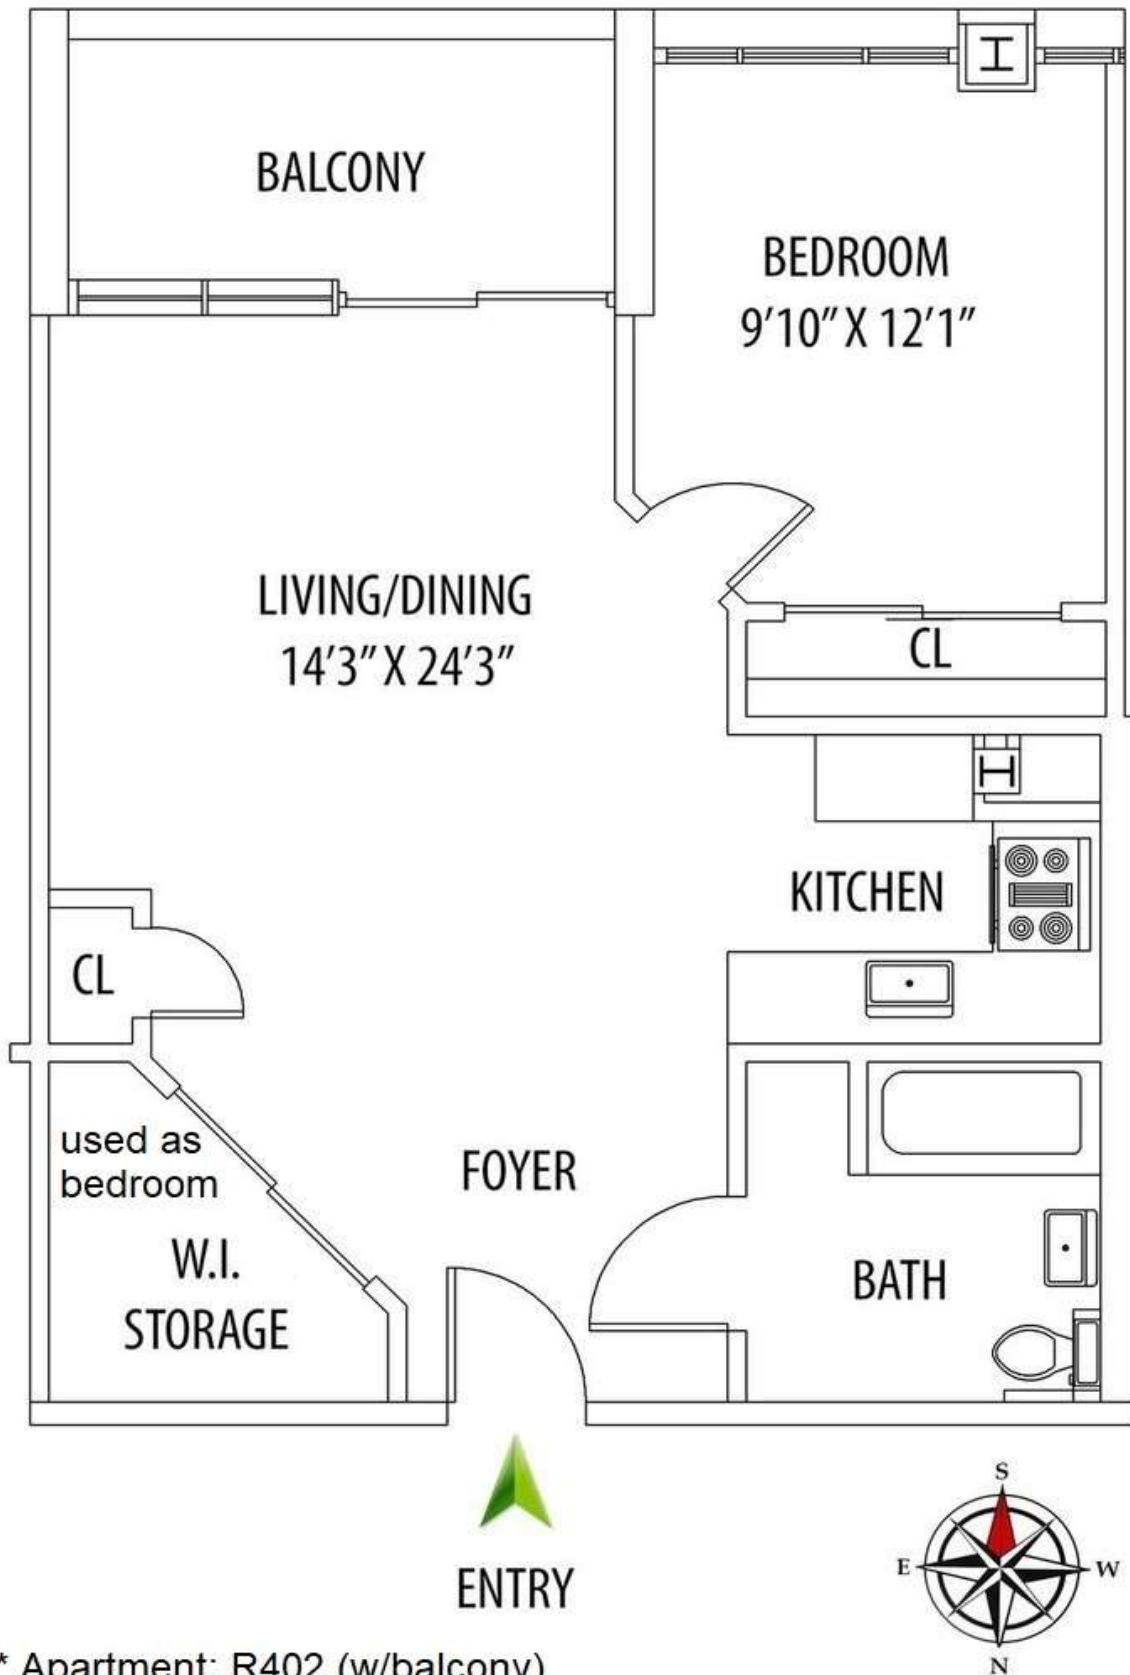 BALCONY
BEDROOM
9'10" X 12'1"
LIVING/DINING
14'3" X 24'3"
CL
KITCHEN
CL
used as
bedroom
FOYER
W.I.
STORAGE
BATH
ENTRY
S
E
W
N
* Apartment: R402 (w/balcony)